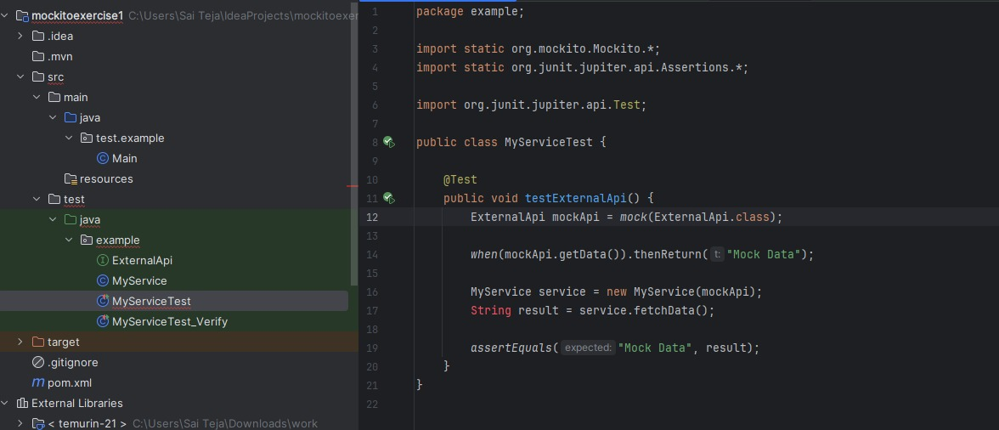 mockitoexercise1 C:\Users\Sai Teja\IdeaProjects\mockitoexer
.idea
.mvn
src
main
java
test.example
Main
resources
test
java
example
ExternalApi
MyService
MyServiceTest
MyServiceTest_Verify
target
.gitignore
pom.xml
External Libraries
< temurin-21 > C:\Users\Sai Teja\Downloads\work
1 package example;
2
3 import static org.mockito.Mockito.*;
4 import static org.junit.jupiter.api.Assertions.*;
5
6 import org.junit.jupiter.api.Test;
7
8 public class MyServiceTest {
9
10 @Test
11 public void testExternalApi() {
12 ExternalApi mockApi = mock(ExternalApi.class);
13
14 when(mockApi.getData()).thenReturn( t: "Mock Data");
15
16 MyService service = new MyService(mockApi);
17 String result = service.fetchData();
18
19 assertEquals( expected: "Mock Data", result);
20 }
21 }
22